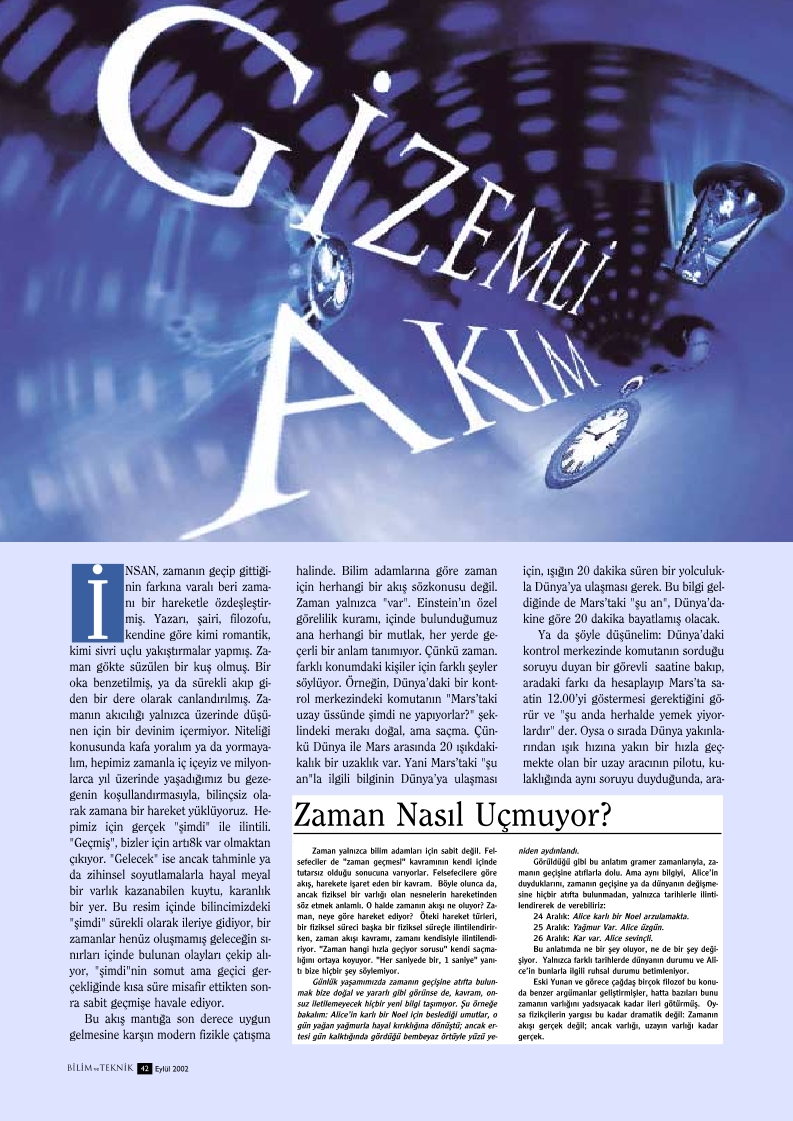 GİZEMLİ
AKIM
İNSAN, zamanın geçip gittiği-
nin farkına varalı beri zama-
nı bir hareketle özdeşleştir-
miş. Yazarı, şairi, filozofu,
kendine göre kimi romantik,
kimi sivri uçlu yakıştırmalar yapmış. Za-
man gökte süzülen bir kuş olmuş. Bir
oka benzetilmiş, ya da sürekli akıp gi-
den bir dere olarak canlandırılmış. Za-
manın akıcılığı yalnızca üzerinde düşü-
nen için bir devinim içermiyor. Niteliği
konusunda kafa yoralım ya da yormaya-
lım, hepimiz zamanla iç içeyiz ve milyon-
larca yıl üzerinde yaşadığımız bu geze-
genin koşullandırmasıyla, bilinçsiz ola-
rak zamana bir hareket yüklüyoruz. He-
pimiz için gerçek "şimdi" ile ilintili.
"Geçmiş", bizler için artı8k var olmaktan
çıkıyor. "Gelecek" ise ancak tahminle ya
da zihinsel soyutlamalarla hayal meyal
bir varlık kazanabilen kuytu, karanlık
bir yer. Bu resim içinde bilincimizdeki
"şimdi" sürekli olarak ileriye gidiyor, bir
zamanlar henüz oluşmamış geleceğin sı-
nırları içinde bulunan olayları çekip alı-
yor, "şimdi"nin somut ama geçici ger-
çekliğinde kısa süre misafir ettikten son-
ra sabit geçmişe havale ediyor.
Bu akış mantığa son derece uygun
gelmesine karşın modern fizikle çatışma
halinde. Bilim adamlarına göre zaman
için herhangi bir akış sözkonusu değil.
Zaman yalnızca "var". Einstein'ın özel
görelilik kuramı, içinde bulunduğumuz
ana herhangi bir mutlak, her yerde ge-
çerli bir anlam tanımıyor. Çünkü zaman.
farklı konumdaki kişiler için farklı şeyler
söylüyor. Örneğin, Dünya'daki bir kont-
rol merkezindeki komutanın "Mars'taki
uzay üssünde şimdi ne yapıyorlar?" şek-
lindeki merakı doğal, ama saçma. Çün-
kü Dünya ile Mars arasında 20 ışıkdaki-
kalık bir uzaklık var. Yani Mars'taki "şu
an"la ilgili bilginin Dünya'ya ulaşması
için, ışığın 20 dakika süren bir yolculuk-
la Dünya'ya ulaşması gerek. Bu bilgi gel-
diğinde de Mars'taki "şu an", Dünya'da-
kine göre 20 dakika bayatlamış olacak.
Ya da şöyle düşünelim: Dünya'daki
kontrol merkezinde komutanın sorduğu
soruyu duyan bir görevli saatine bakıp,
aradaki farkı da hesaplayıp Mars'ta sa-
atin 12.00'yi göstermesi gerektiğini gö-
rür ve "şu anda herhalde yemek yiyor-
lardır" der. Oysa o sırada Dünya yakınla-
rından ışık hızına yakın bir hızla geç-
mekte olan bir uzay aracının pilotu, ku-
laklığında aynı soruyu duyduğunda, ara-
Zaman Nasıl Uçmuyor?
Zaman yalnızca bilim adamları için sabit değil. Fel-
sefeciler de "zaman geçmesi" kavramının kendi içinde
tutarsız olduğu sonucuna varıyorlar. Felsefecilere göre
akış, harekete işaret eden bir kavram. Böyle olunca da,
ancak fiziksel bir varlığı olan nesnelerin hareketinden
söz etmek anlamlı. O halde zamanın akışı ne oluyor? Za-
man, neye göre hareket ediyor? Öteki hareket türleri,
bir fiziksel süreci başka bir fiziksel süreçle ilintilendirir-
ken, zaman akışı kavramı, zamanı kendisiyle ilintilendi-
riyor. "Zaman hangi hızla geçiyor sorusu" kendi saçma-
lığını ortaya koyuyor. "Her saniyede bir, 1 saniye" yanı-
tı bize hiçbir şey söylemiyor.
Günlük yaşamımızda zamanın geçişine atıfta bulun-
mak bize doğal ve yararlı gibi görünse de, kavram, on-
suz iletilemeyecek hiçbir yeni bilgi taşımıyor. Şu örneğe
bakalım: Alice'in karlı bir Noel için beslediği umutlar, o
gün yağan yağmurla hayal kırıklığına dönüştü; ancak er-
tesi gün kalktığında gördüğü bembeyaz örtüyle yüzü ye-
niden aydınlandı.
Görüldüğü gibi bu anlatım gramer zamanlarıyla, za-
manın geçişine atıflarla dolu. Ama aynı bilgiyi, Alice'in
duyduklarını, zamanın geçişine ya da dünyanın değişme-
sine hiçbir atıfta bulunmadan, yalnızca tarihlerle ilinti-
lendirerek de verebiliriz:
24 Aralık: Alice karlı bir Noel arzulamakta.
25 Aralık: Yağmur Var. Alice üzgün.
26 Aralık: Kar var. Alice sevinçli.
Bu anlatımda ne bir şey oluyor, ne de bir şey deği-
şiyor. Yalnızca farklı tarihlerde dünyanın durumu ve Ali-
ce'in bunlarla ilgili ruhsal durumu betimleniyor.
Eski Yunan ve görece çağdaş birçok filozof bu konu-
da benzer argümanlar geliştirmişler, hatta bazıları bunu
zamanın varlığını yadsıyacak kadar ileri götürmüş. Oy-
sa fizikçilerin yargısı bu kadar dramatik değil: Zamanın
akışı gerçek değil; ancak varlığı, uzayın varlığı kadar
gerçek.
BİLİM ve TEKNİK 42 Eylül 2002